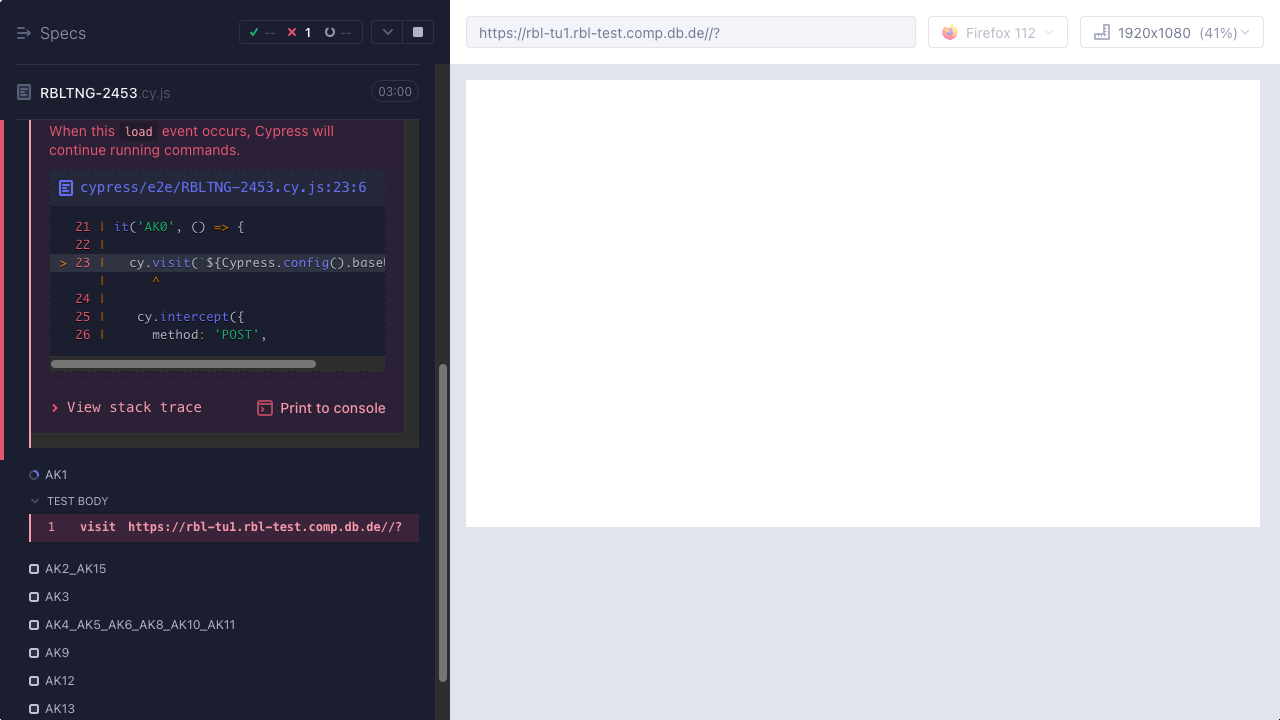 Specs
-- 1 --
https://rbl-tu1.rbl-test.comp.db.de//?
Firefox 112
1920x1080 (41%)
RBLTNG-2453.cy.js
03:00
When this load event occurs, Cypress will
continue running commands.
cypress/e2e/RBLTNG-2453.cy.js:23:6
21 | it('AK0', () => {
22 |
> 23 |   cy.visit(`${Cypress.config().base
|      ^
24 |
25 |    cy.intercept({
26 |      method: 'POST',
View stack trace
Print to console
AK1
TEST BODY
1 visit https://rbl-tu1.rbl-test.comp.db.de//?
AK2_AK15
AK3
AK4_AK5_AK6_AK8_AK10_AK11
AK9
AK12
AK13